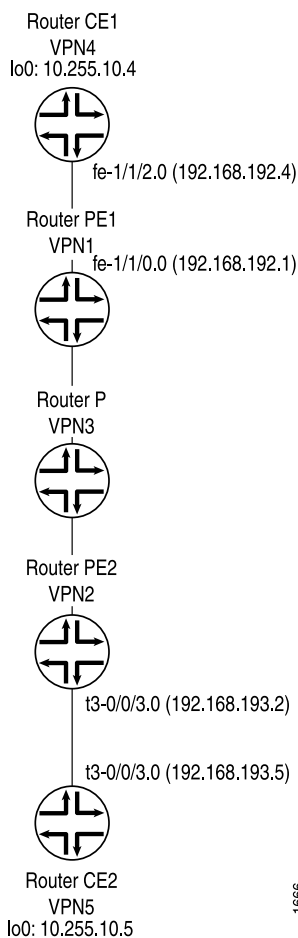 Router CE1
VPN4
lo0: 10.255.10.4
fe-1/1/2.0 (192.168.192.4)
Router PE1
VPN1
fe-1/1/0.0 (192.168.192.1)
Router P
VPN3
Router PE2
VPN2
t3-0/0/3.0 (192.168.193.2)
t3-0/0/3.0 (192.168.193.5)
Router CE2
VPN5
lo0: 10.255.10.5
1666